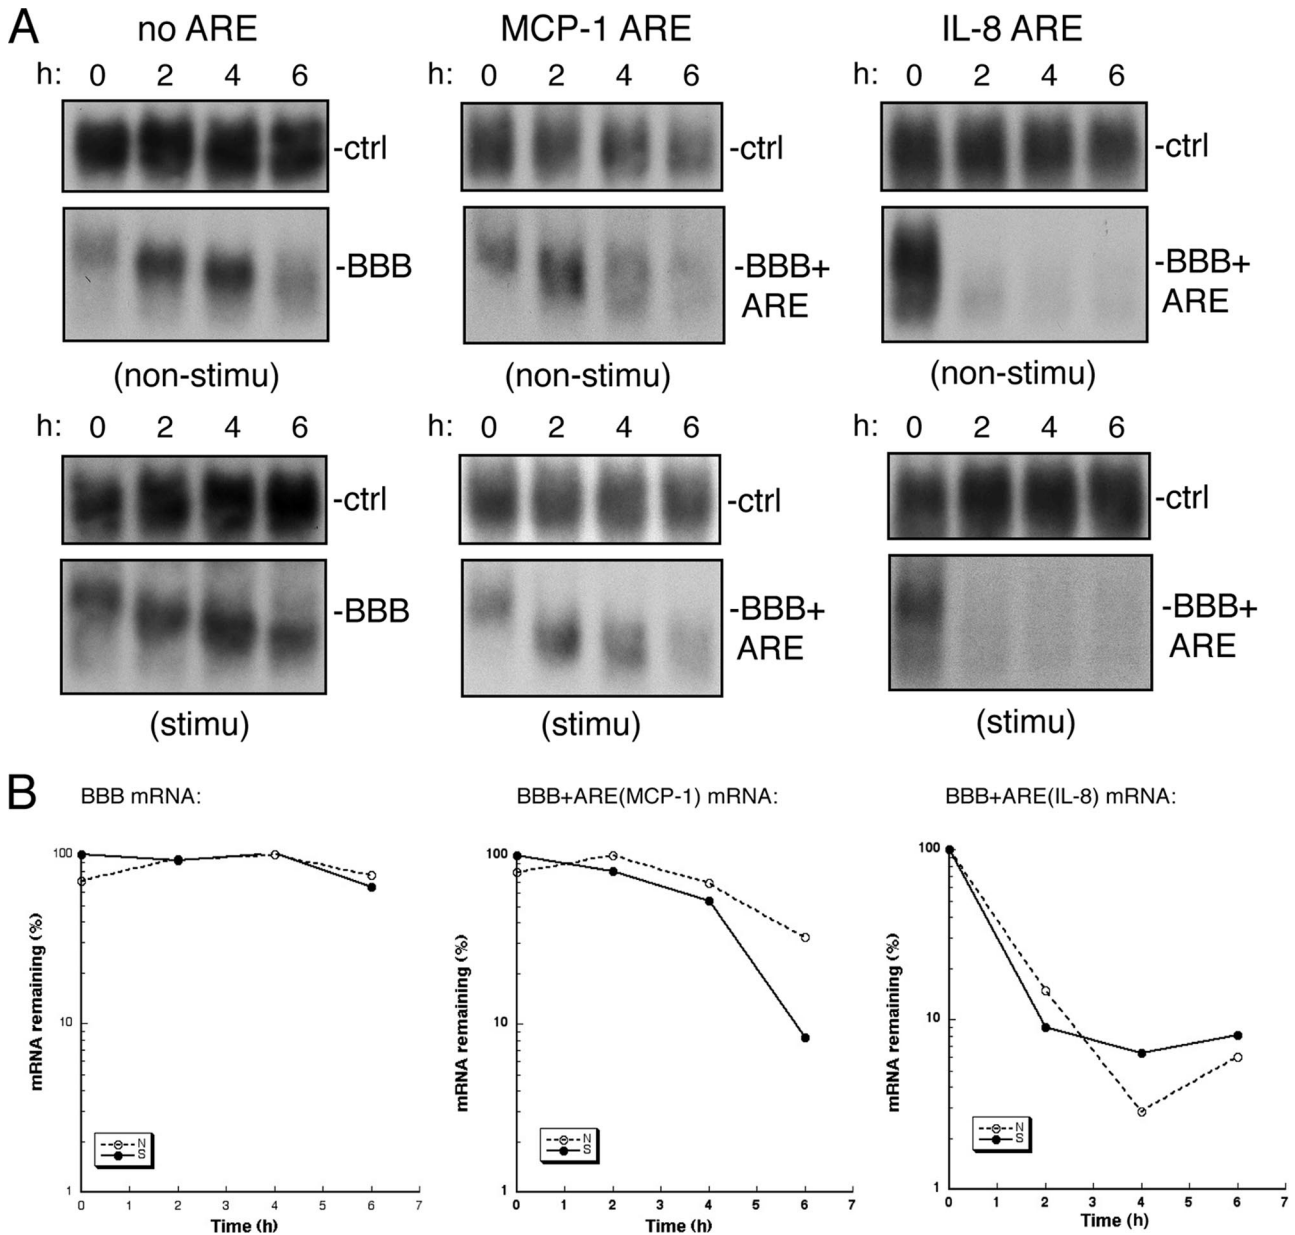 A
no ARE
MCP-1 ARE
IL-8 ARE
h: 0 2 4 6
h: 0 2 4 6
h: 0 2 4 6
-ctrl
-ctrl
-ctrl
-BBB
-BBB+
ARE
-BBB+
ARE
(non-stimu)
(non-stimu)
(non-stimu)
h: 0 2 4 6
h: 0 2 4 6
h: 0 2 4 6
-ctrl
-ctrl
-ctrl
-BBB
-BBB+
ARE
-BBB+
ARE
(stimu)
(stimu)
(stimu)
B
BBB mRNA:
mRNA remaining (%)
100
10
1
N
S
0 1 2 3 4 5 6 7
Time (h)
BBB+ARE(MCP-1) mRNA:
mRNA remaining (%)
100
10
1
N
S
0 1 2 3 4 5 6 7
Time (h)
BBB+ARE(IL-8) mRNA:
mRNA remaining (%)
100
10
1
N
S
0 1 2 3 4 5 6 7
Time (h)